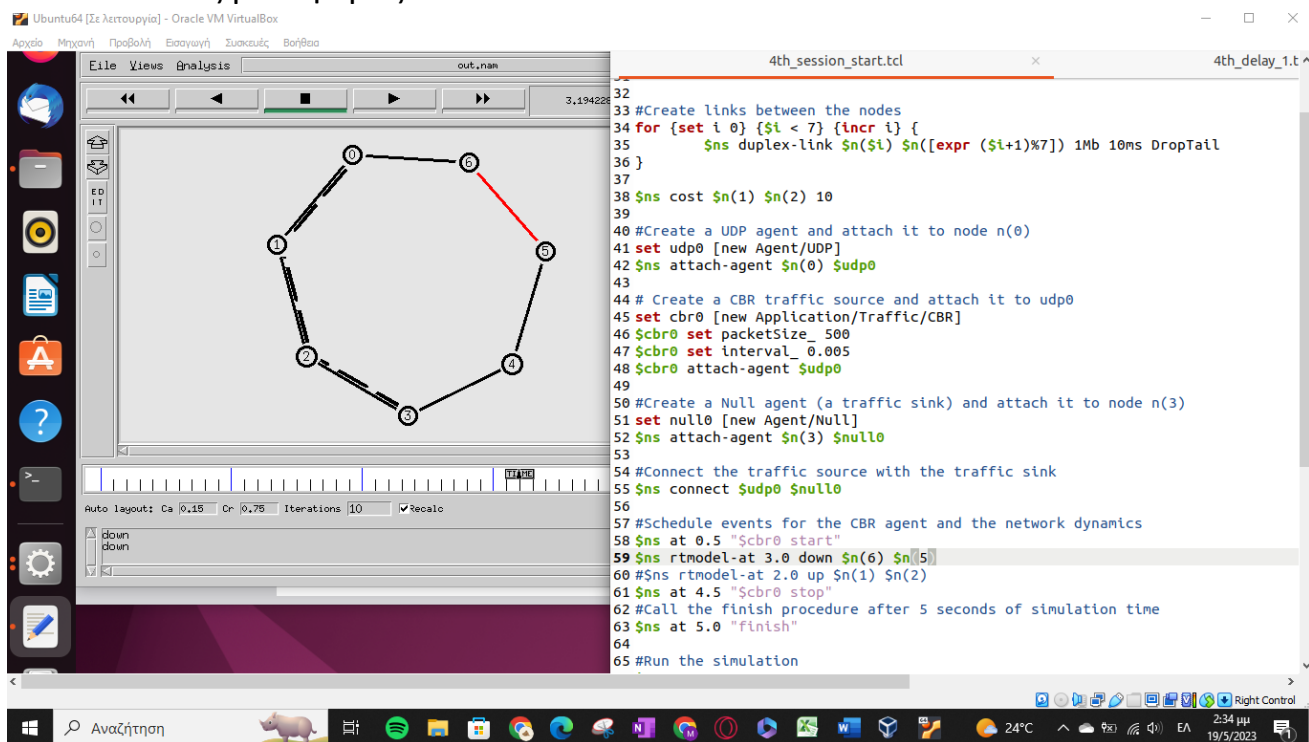 Ubuntu64 [Σε λειτουργία] - Oracle VM VirtualBox
Αρχείο Μηχανή Προβολή Εισαγωγή Συσκευές Βοήθεια
File Views Analysis out.nam
3.194228
ED
IT
0
6
1
5
2
4
3
TIME
Auto layout: Ca 0.15 Cr 0.75 Iterations 10 Recalc
down
down
4th_session_start.tcl × 4th_delay_1.t
32
33 #Create links between the nodes
34 for {set i 0} {$i < 7} {incr i} {
35 $ns duplex-link $n($i) $n([expr ($i+1)%7]) 1Mb 10ms DropTail
36 }
37
38 $ns cost $n(1) $n(2) 10
39
40 #Create a UDP agent and attach it to node n(0)
41 set udp0 [new Agent/UDP]
42 $ns attach-agent $n(0) $udp0
43
44 # Create a CBR traffic source and attach it to udp0
45 set cbr0 [new Application/Traffic/CBR]
46 $cbr0 set packetSize_ 500
47 $cbr0 set interval_ 0.005
48 $cbr0 attach-agent $udp0
49
50 #Create a Null agent (a traffic sink) and attach it to node n(3)
51 set null0 [new Agent/Null]
52 $ns attach-agent $n(3) $null0
53
54 #Connect the traffic source with the traffic sink
55 $ns connect $udp0 $null0
56
57 #Schedule events for the CBR agent and the network dynamics
58 $ns at 0.5 "$cbr0 start"
59 $ns rtmodel-at 3.0 down $n(6) $n(5)
60 #$ns rtmodel-at 2.0 up $n(1) $n(2)
61 $ns at 4.5 "$cbr0 stop"
62 #Call the finish procedure after 5 seconds of simulation time
63 $ns at 5.0 "finish"
64
65 #Run the simulation
Right Control
Αναζήτηση
24°C
ΕΛ
2:34 μμ
19/5/2023